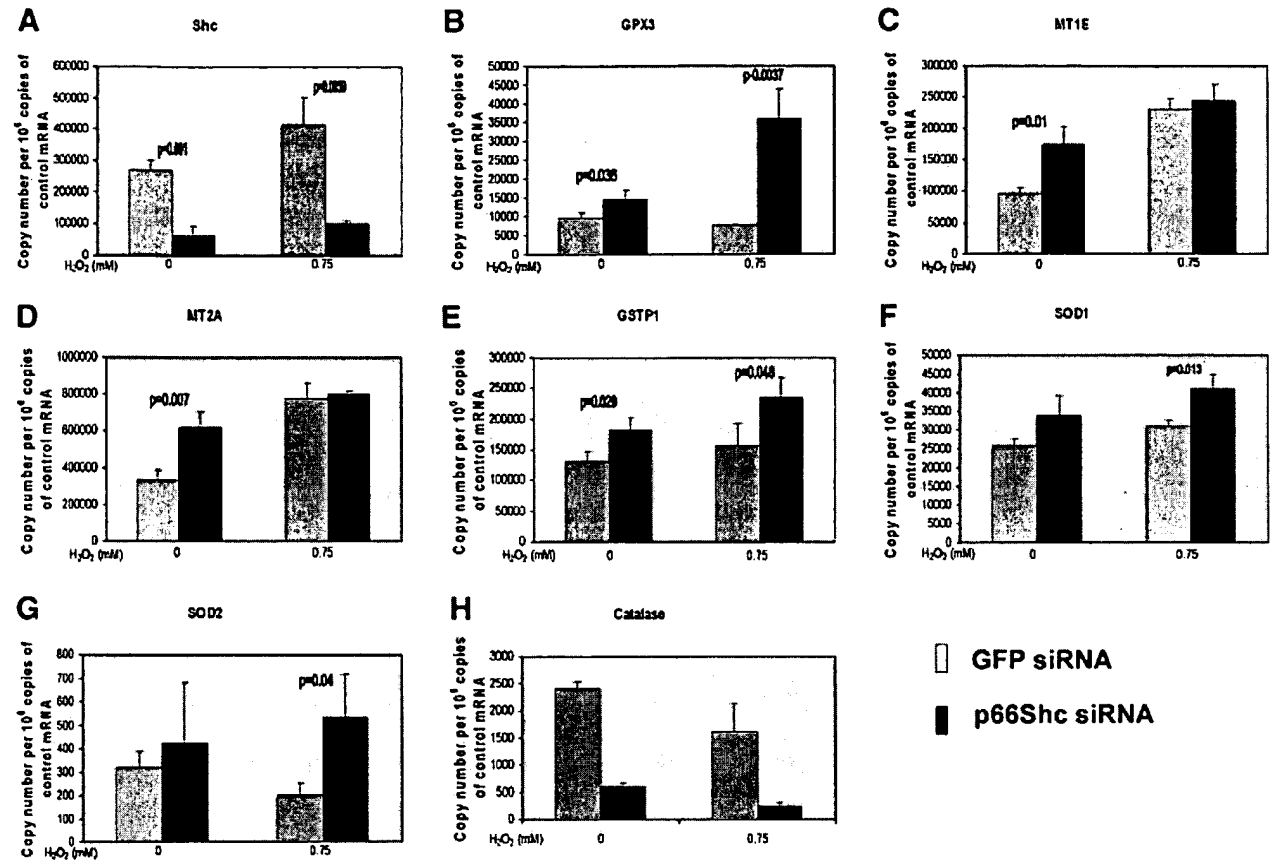 A
Shc
Copy number per 10⁶ copies of
control mRNA
600000
500000
400000
300000
200000
100000
0
p=0.001
H₂O₂ (mM)
0
0.75
B
GPX3
Copy number per 10⁶ copies of
control mRNA
50000
45000
40000
35000
30000
25000
20000
15000
10000
5000
0
p=0.036
p-0.0037
H₂O₂ (mM)
0
0.75
C
MT1E
Copy number per 10⁶ copies of
control mRNA
300000
250000
200000
150000
100000
50000
0
p=0.01
H₂O₂ (mM)
0
0.75
D
MT2A
Copy number per 10⁶ copies
of control mRNA
1000000
800000
600000
400000
200000
0
p=0.007
H₂O₂ (mM)
0
0.75
E
GSTP1
Copy number per 10⁶ copies
of control mRNA
300000
250000
200000
150000
100000
50000
0
p=0.029
p=0.048
H₂O₂ (mM)
0
0.75
F
SOD1
Copy number per 10⁶ copies of
control mRNA
50000
45000
40000
35000
30000
25000
20000
15000
10000
5000
0
p=0.013
H₂O₂ (mM)
0
0.75
G
SOD2
Copy number per 10⁶ copies of
control mRNA
800
700
600
500
400
300
200
100
0
p=0.04
H₂O₂ (mM)
0
0.75
H
Catalase
Copy number per 10⁶ copies
of control mRNA
3000
2500
2000
1500
1000
500
0
H₂O₂ (mM)
0
0.75
GFP siRNA
p66Shc siRNA